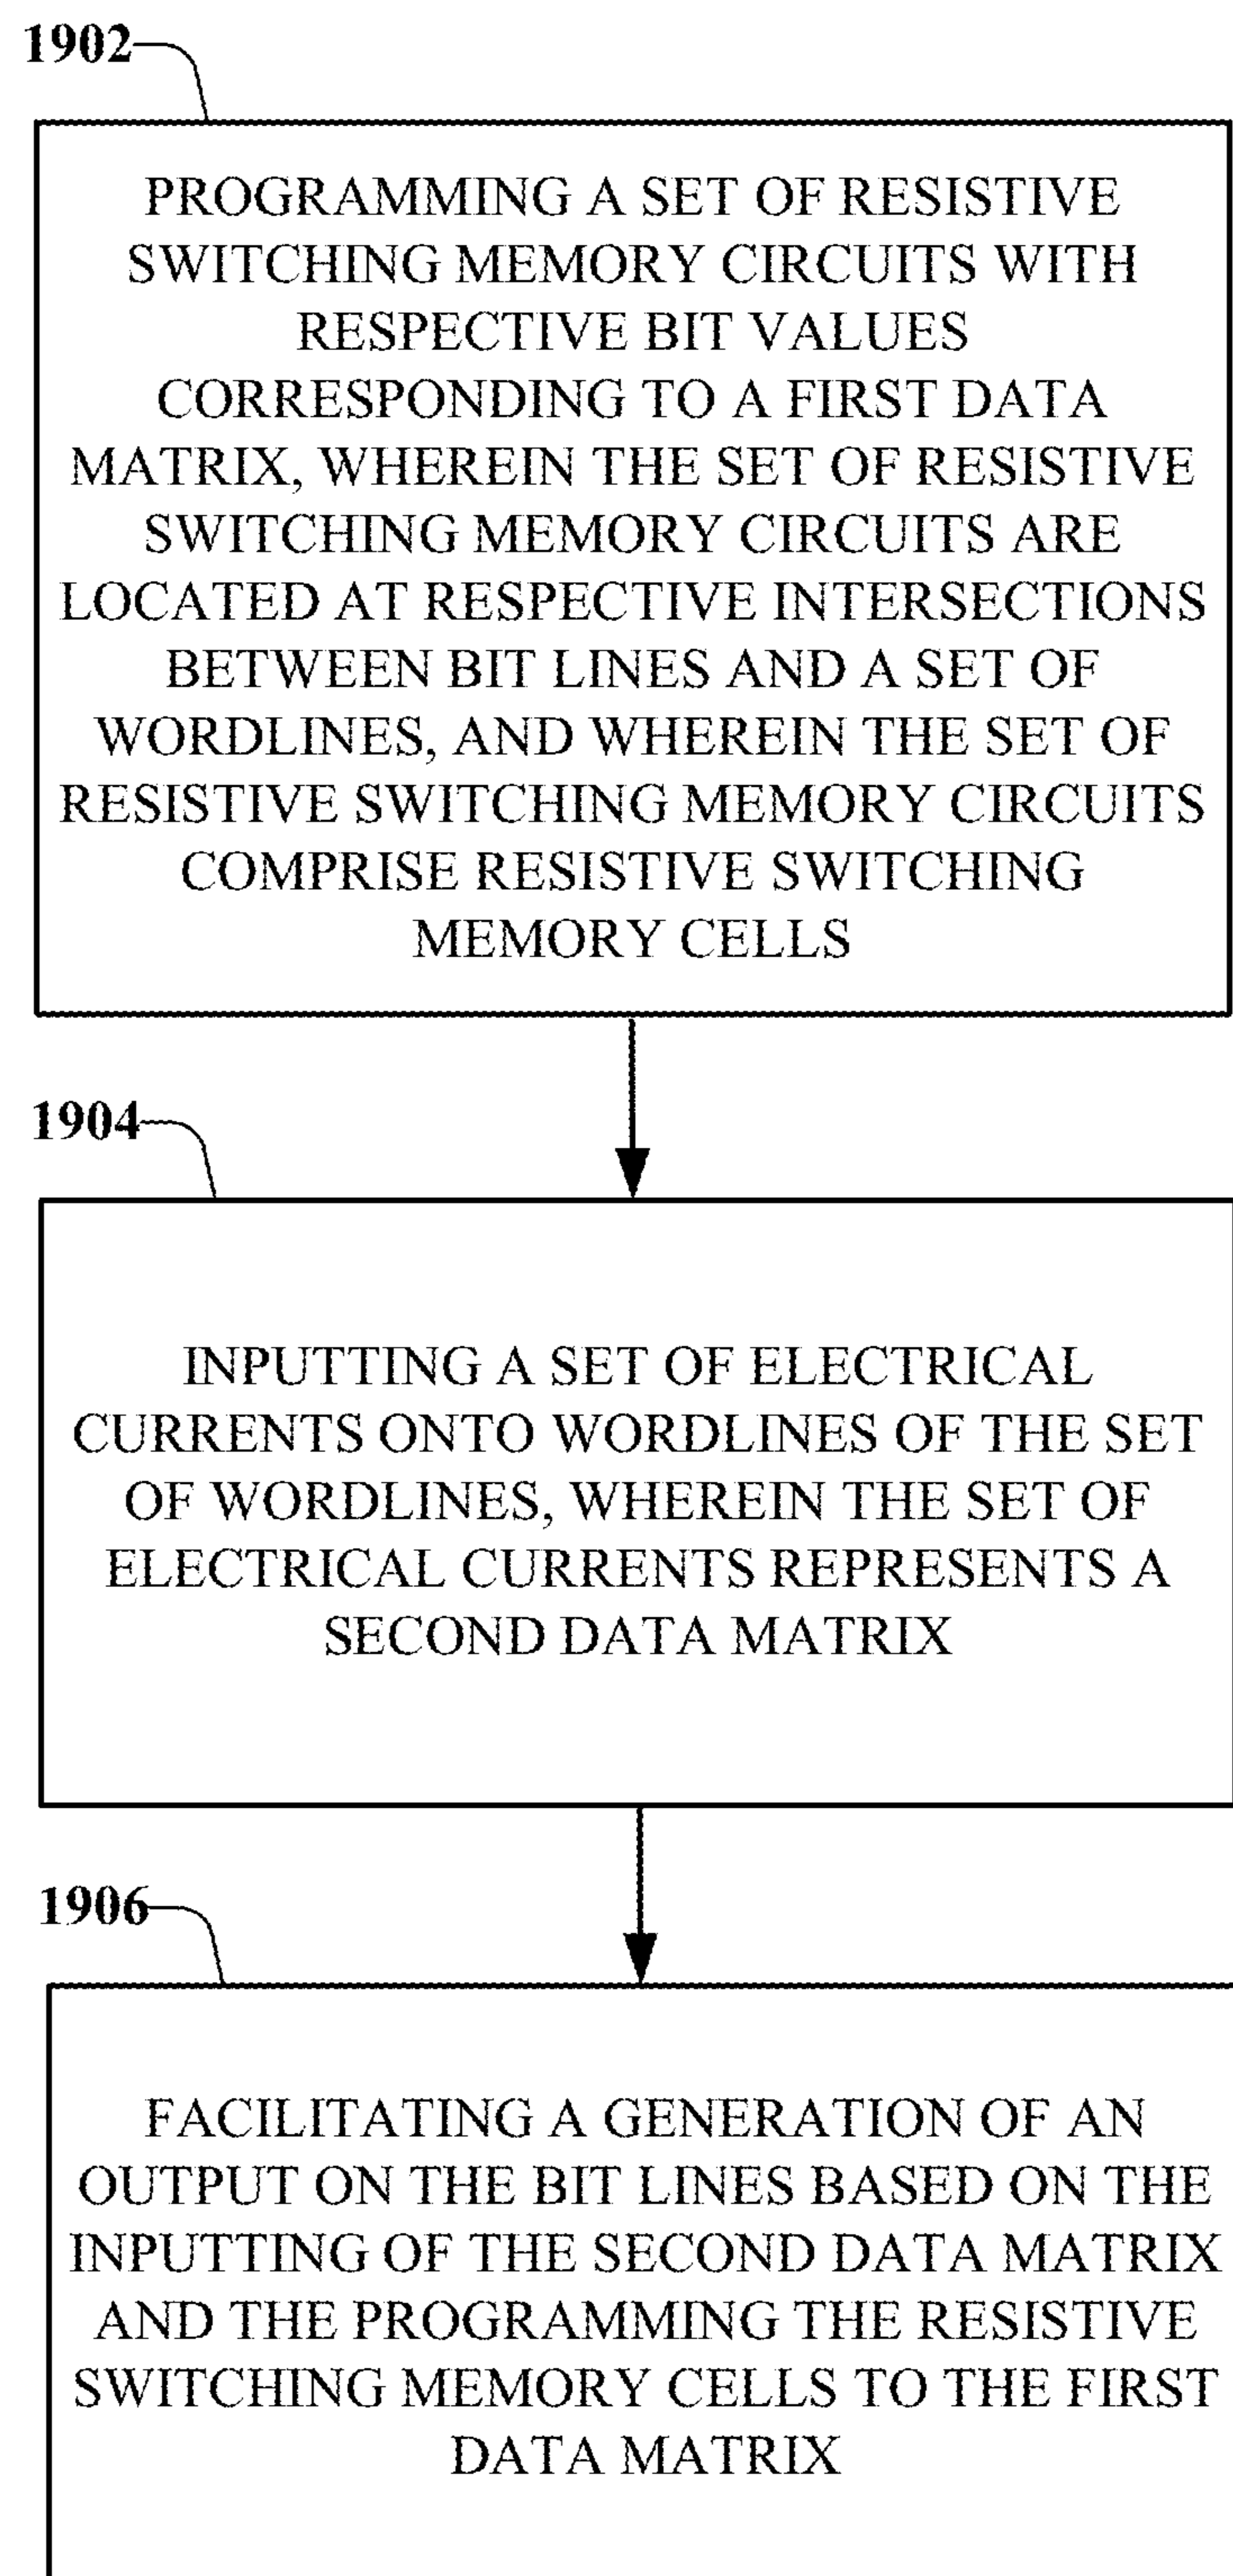 1902
PROGRAMMING A SET OF RESISTIVE
SWITCHING MEMORY CIRCUITS WITH
RESPECTIVE BIT VALUES
CORRESPONDING TO A FIRST DATA
MATRIX, WHEREIN THE SET OF RESISTIVE
SWITCHING MEMORY CIRCUITS ARE
LOCATED AT RESPECTIVE INTERSECTIONS
BETWEEN BIT LINES AND A SET OF
WORDLINES, AND WHEREIN THE SET OF
RESISTIVE SWITCHING MEMORY CIRCUITS
COMPRISE RESISTIVE SWITCHING
MEMORY CELLS
1904
INPUTTING A SET OF ELECTRICAL
CURRENTS ONTO WORDLINES OF THE SET
OF WORDLINES, WHEREIN THE SET OF
ELECTRICAL CURRENTS REPRESENTS A
SECOND DATA MATRIX
1906
FACILITATING A GENERATION OF AN
OUTPUT ON THE BIT LINES BASED ON THE
INPUTTING OF THE SECOND DATA MATRIX
AND THE PROGRAMMING THE RESISTIVE
SWITCHING MEMORY CELLS TO THE FIRST
DATA MATRIX